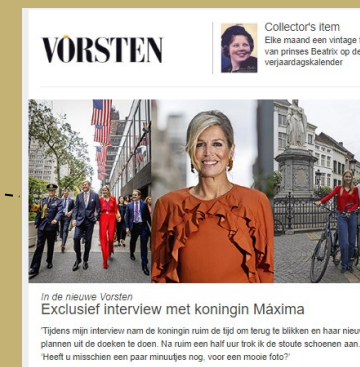 VORSTEN
Collector's item
Elke maand een vintage
van prinses Beatrix op de
verjaardagskalender
In de nieuwe Vorsten
Exclusief interview met koningin Máxima
'Tijdens mijn interview nam de koningin ruim de tijd om terug te blikken en haar
plannen uit de doeken te doen. Na ruim een half uur trok ik de stoute schoenen aan.
'Heeft u misschien een paar minuutjes nog, voor een mooie foto?'